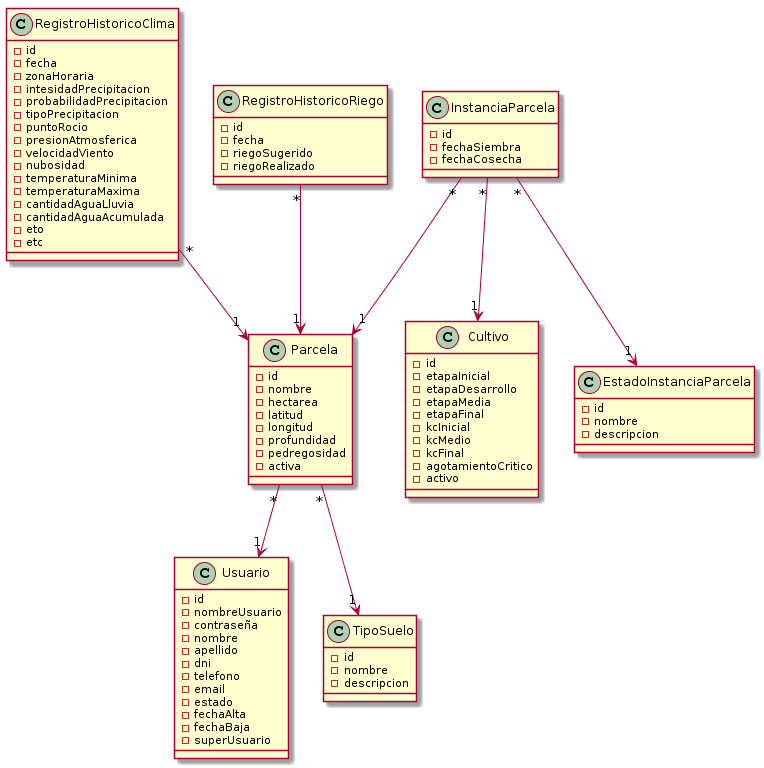 C RegistroHistoricoClima
id
fecha
zonaHoraria
intesidadPrecipitacion
probabilidadPrecipitacion
tipoPrecipitacion
puntoRocio
presionAtmosferica
velocidadViento
nubosidad
temperaturaMinima
temperaturaMaxima
cantidadAguaLluvia
cantidadAguaAcumulada
eto
etc
C RegistroHistoricoRiego
id
fecha
riegoSugerido
riegoRealizado
C InstanciaParcela
id
fechaSiembra
fechaCosecha
* * * * *
1 1 1 1 1
C Parcela
id
nombre
hectarea
latitud
longitud
profundidad
pedregosidad
activa
C Cultivo
id
etapaInicial
etapaDesarrollo
etapaMedia
etapaFinal
kcInicial
kcMedio
kcFinal
agotamientoCritico
activo
C EstadoInstanciaParcela
id
nombre
descripcion
* *
1 1
C Usuario
id
nombreUsuario
contraseña
nombre
apellido
dni
telefono
email
estado
fechaAlta
fechaBaja
superUsuario
C TipoSuelo
id
nombre
descripcion